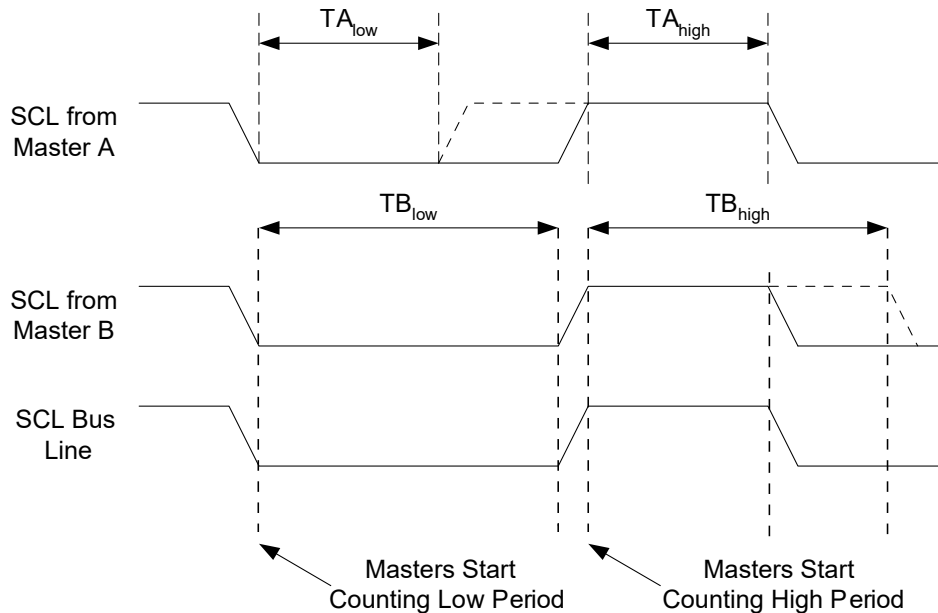 TAlow
TAhigh
SCL from
Master A
TBlow
TBhigh
SCL from
Master B
SCL Bus
Line
Masters Start
Counting Low Period
Masters Start
Counting High Period